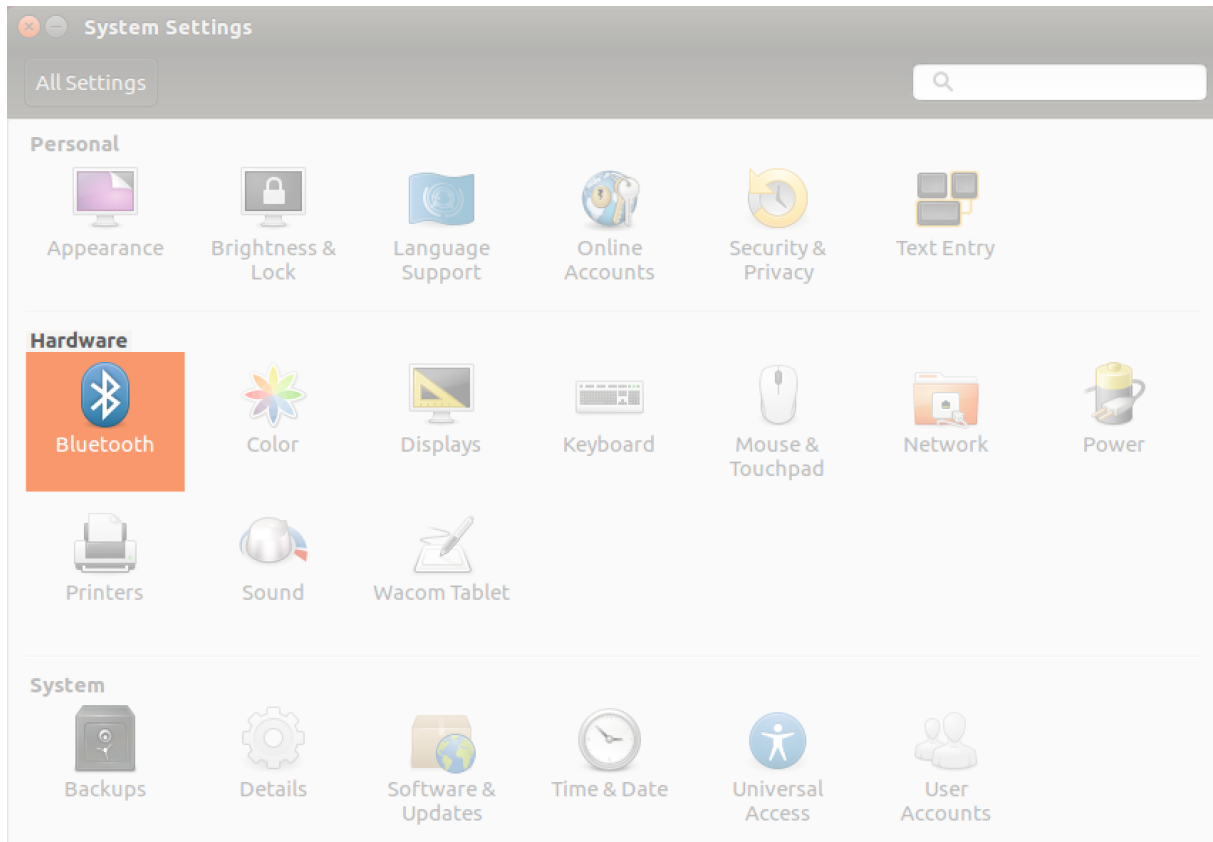 System Settings
All Settings
Personal
Appearance
Brightness &
Lock
Language
Support
Online
Accounts
Security &
Privacy
Text Entry
Hardware
Bluetooth
Color
Displays
Keyboard
Mouse &
Touchpad
Network
Power
Printers
Sound
Wacom Tablet
System
Backups
Details
Software &
Updates
Time & Date
Universal
Access
User
Accounts